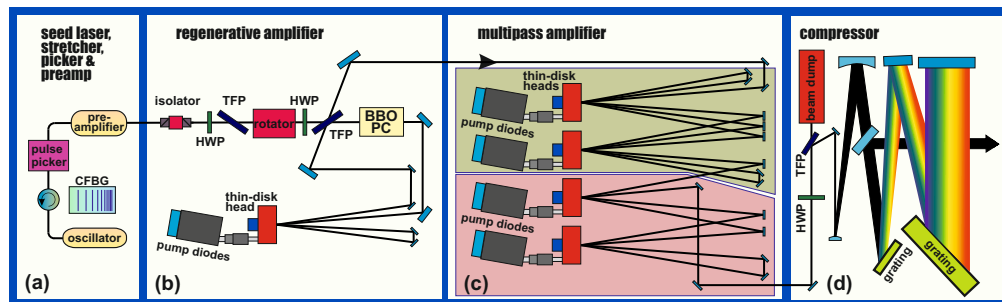 seed laser,
stretcher,
picker &
preamp
pre-
amplifier
pulse
picker
CFBG
oscillator
(a)
regenerative amplifier
isolator
HWP
TFP
rotator
HWP
TFP
BBO
PC
thin-disk
head
pump diodes
(b)
multipass amplifier
thin-disk
heads
pump diodes
pump diodes
(c)
compressor
beam dump
TFP
HWP
grating
grating
(d)